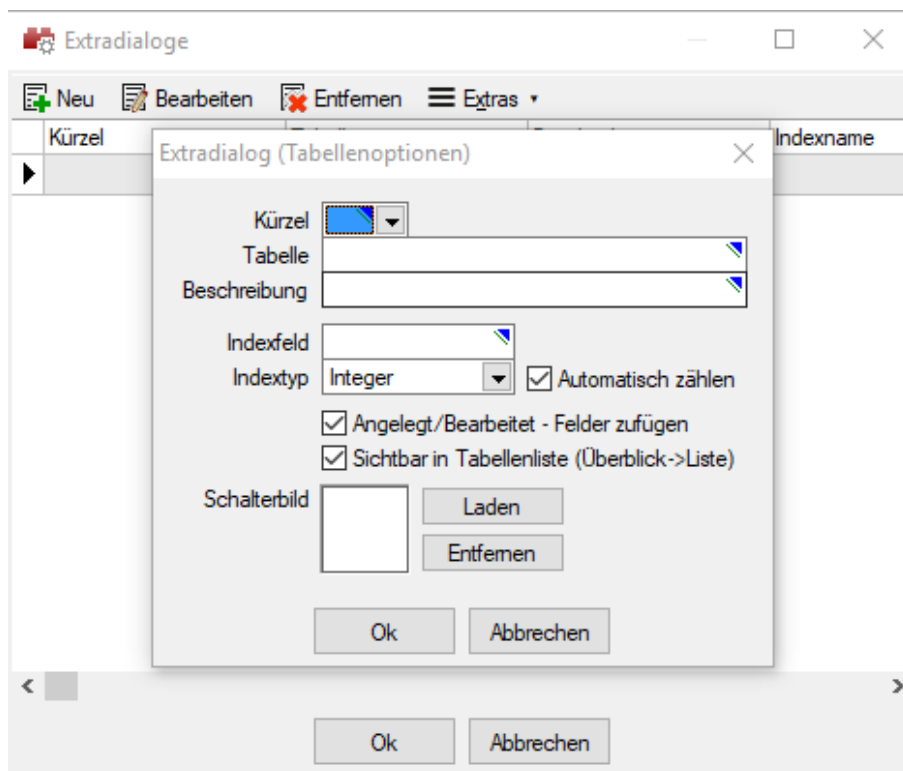 Extradialoge
Neu Bearbeiten Entfernen Extras
Kürzel Indexname
Extradialog (Tabellenoptionen)
Kürzel
Tabelle
Beschreibung
Indexfeld
Indextyp Integer Automatisch zählen
Angelegt/Bearbeitet - Felder zufügen
Sichtbar in Tabellenliste (Überblick->Liste)
Schalterbild Laden
Entfernen
Ok Abbrechen
Ok Abbrechen